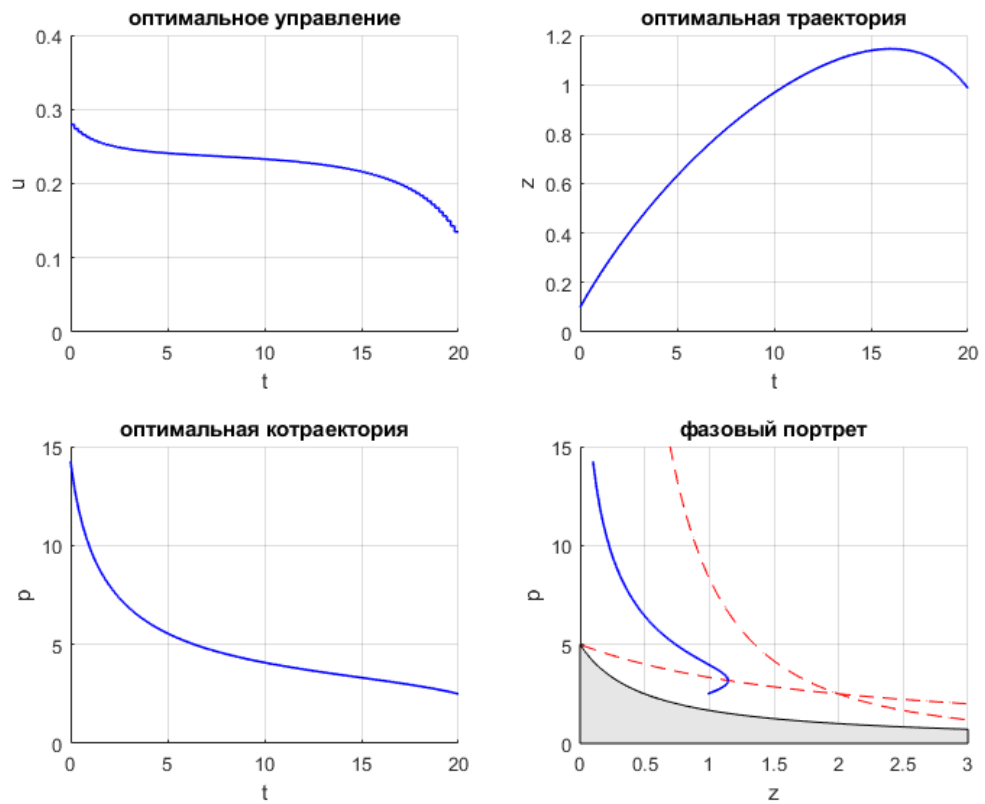 оптимальное управление
0.4
0.3
0.2
0.1
0
u
0 5 10 15 20
t
оптимальная траектория
1.2
1
0.8
0.6
0.4
0.2
0
z
0 5 10 15 20
t
оптимальная котраектория
15
10
5
0
p
0 5 10 15 20
t
фазовый портрет
15
10
5
0
p
0 0.5 1 1.5 2 2.5 3
z